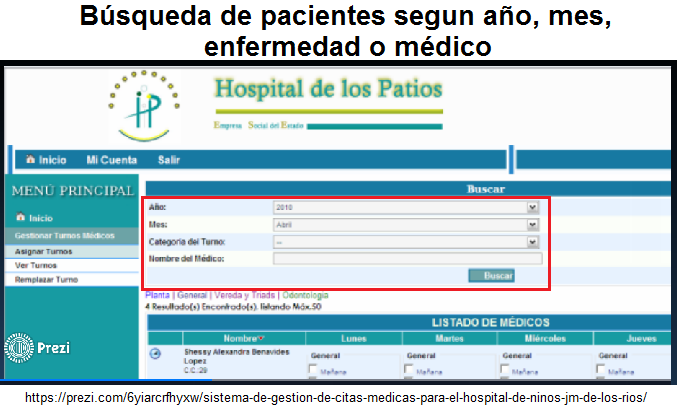 Búsqueda de pacientes segun año, mes,
enfermedad o médico
Hospital de los Patios
Empresa Social del Estado
Inicio Mi Cuenta Salir
MENÚ PRINCIPAL
Inicio
Gestionar Turnos Médicos
Asignar Turnos
Ver Turnos
Remplazar Turno
Buscar
Año: 2010
Mes: Abril
Categoria del Turno: --
Nombre del Médico:
Buscar
Planta | General | Vereda y Triads | Odontologia
4 Resultado(s) Encontrado(s). listando Máx.50
LISTADO DE MÉDICOS
Nombre Lunes Martes Miércoles Jueves
Shessy Alexandra Benavides
Lopez
C.C:29
General General General General
Mañana Mañana Mañana Mañana
Prezi
https://prezi.com/6yiarcrfhyxw/sistema-de-gestion-de-citas-medicas-para-el-hospital-de-ninos-jm-de-los-rios/